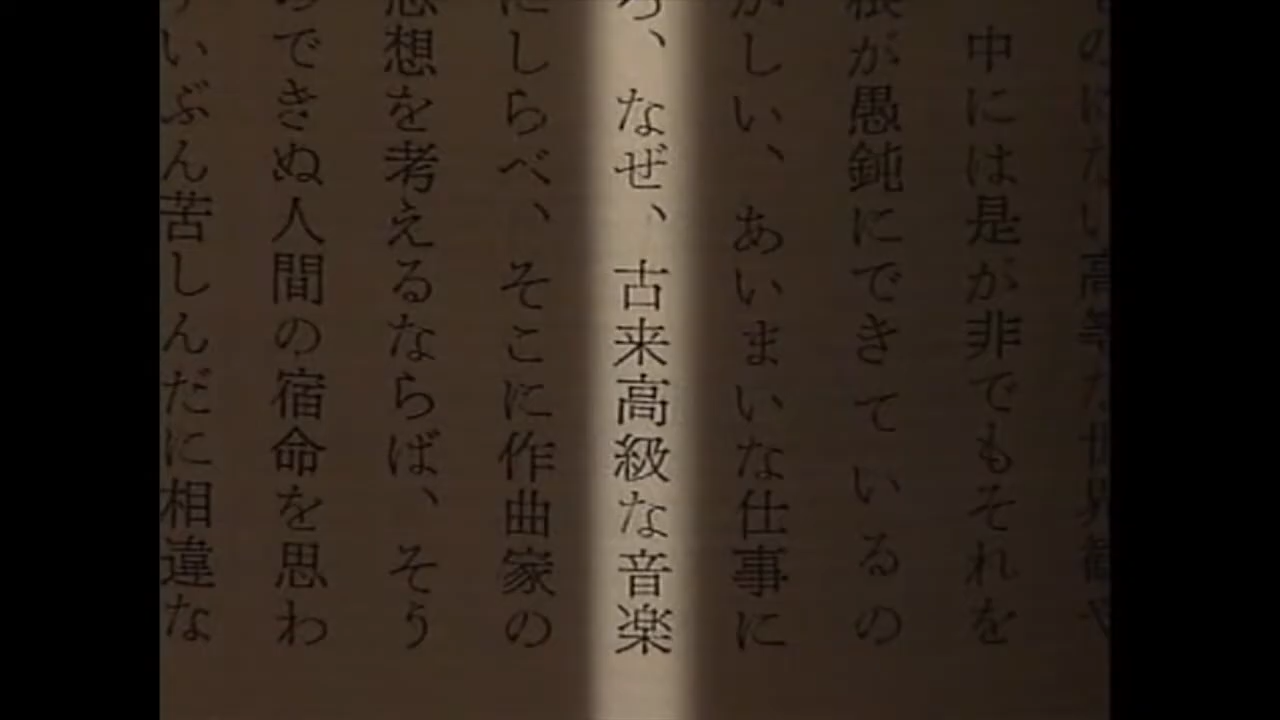 中には是が非でもそれを
が愚鈍にできているの
しい、あいまいな仕事に
、なぜ、古来高級な音楽
しらべ、そこに作曲家の
想を考えるならば、そう
できぬ人間の宿命を思わ
いぶん苦しんだに相違な